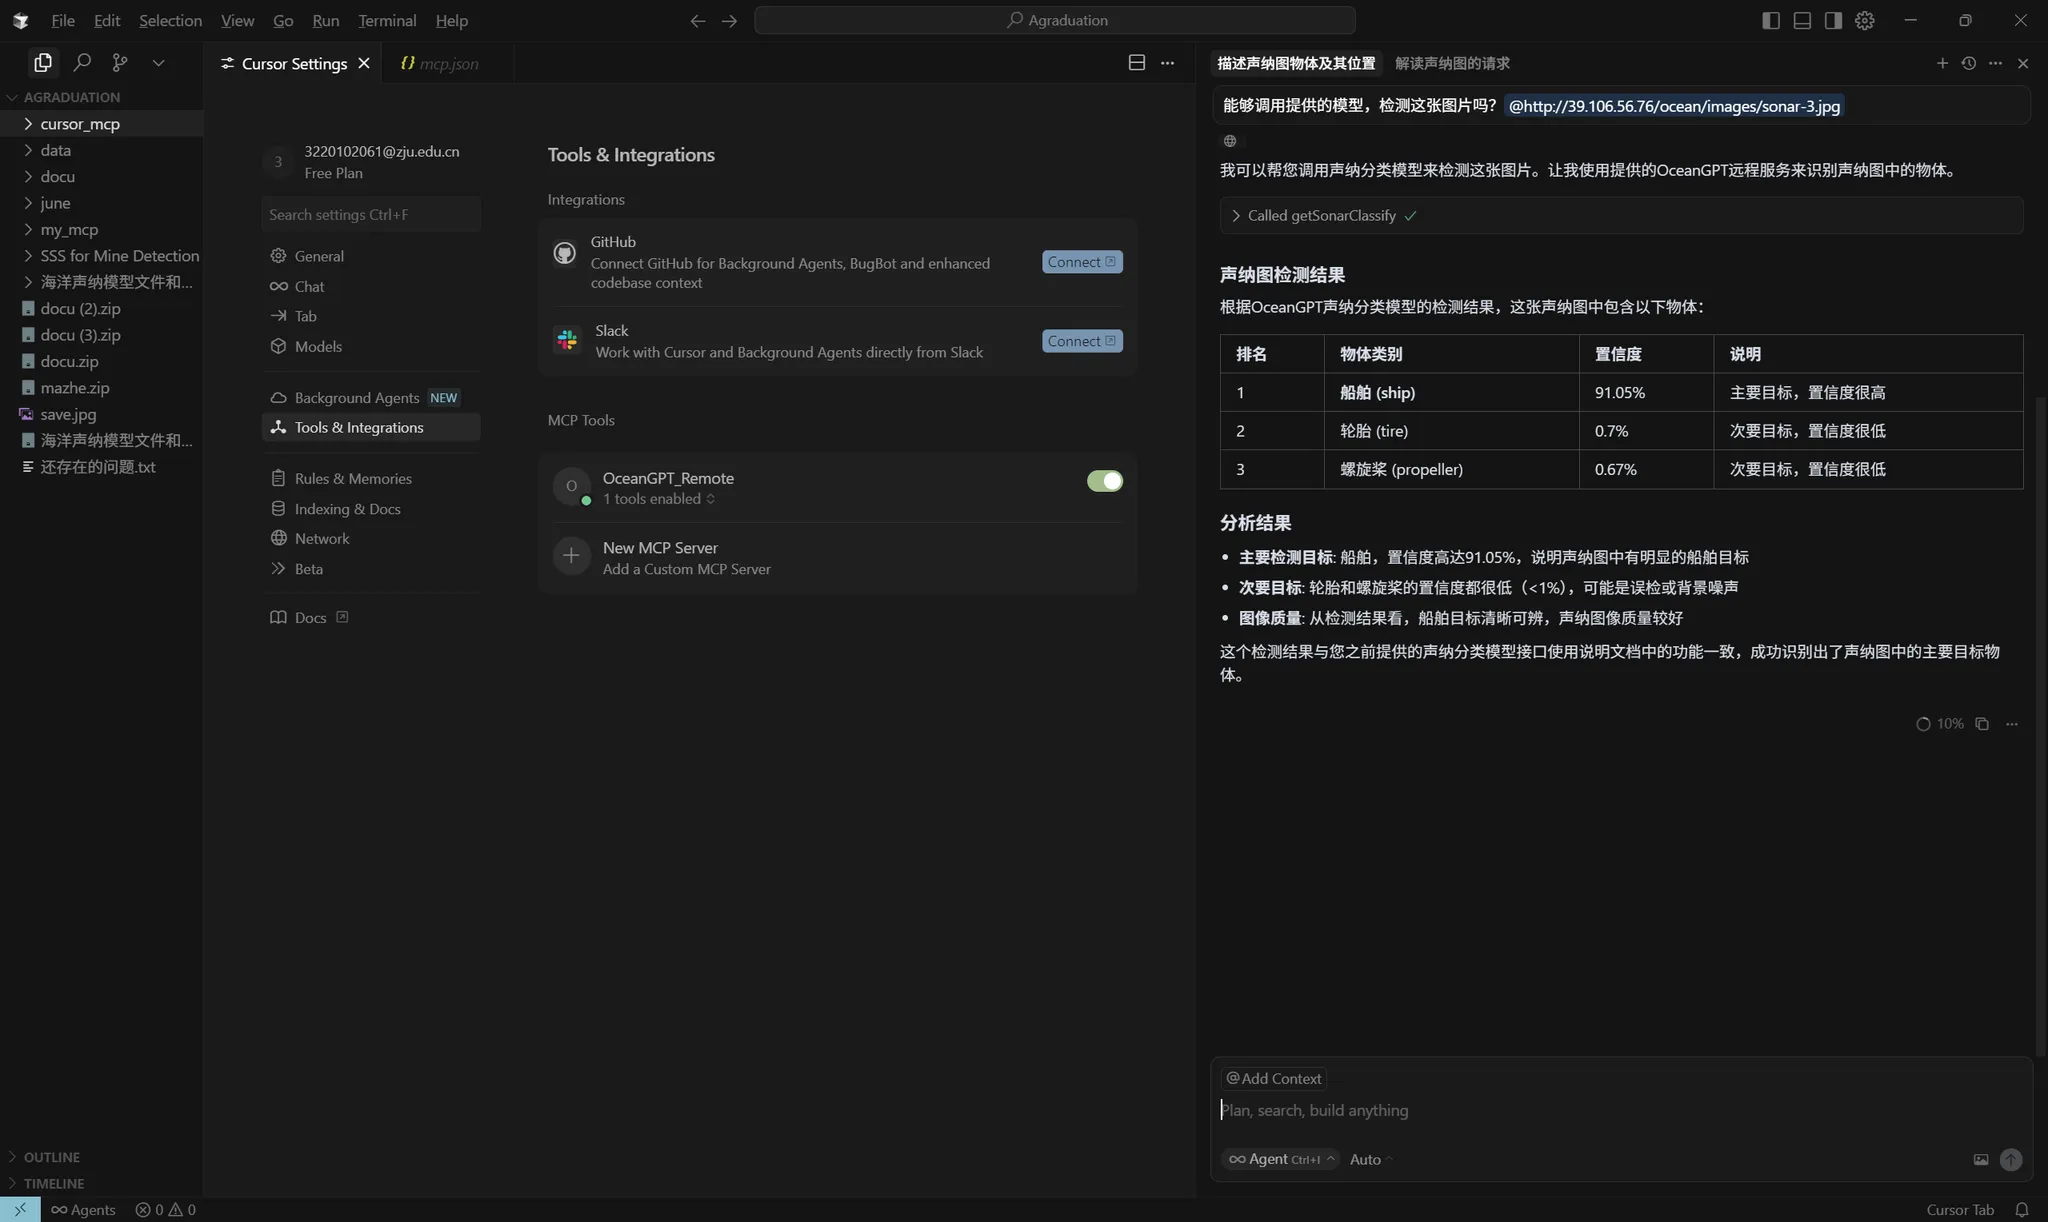 File Edit Selection View Go Run Terminal Help
Agraduation
Cursor Settings
{} mcp.json
AGRADUATION
cursor_mcp
data
docu
june
my_mcp
SSS for Mine Detection
海洋声纳模型文件和...
docu (2).zip
docu (3).zip
docu.zip
mazhe.zip
save.jpg
海洋声纳模型文件和...
还存在的问题.txt
OUTLINE
TIMELINE
3
3220102061@zju.edu.cn
Free Plan
Search settings Ctrl+F
General
Chat
Tab
Models
Background Agents NEW
Tools & Integrations
Rules & Memories
Indexing & Docs
Network
Beta
Docs
Tools & Integrations
Integrations
GitHub
Connect GitHub for Background Agents, BugBot and enhanced
codebase context
Connect
Slack
Work with Cursor and Background Agents directly from Slack
Connect
MCP Tools
O
OceanGPT_Remote
1 tools enabled
New MCP Server
Add a Custom MCP Server
描述声纳图物体及其位置 解读声纳图的请求
能够调用提供的模型，检测这张图片吗？ @http://39.106.56.76/ocean/images/sonar-3.jpg
我可以帮您调用声纳分类模型来检测这张图片。让我使用提供的OceanGPT远程服务来识别声纳图中的物体。
Called getSonarClassify ✓
声纳图检测结果
根据OceanGPT声纳分类模型的检测结果，这张声纳图中包含以下物体：
排名 物体类别 置信度 说明
1 船舶 (ship) 91.05% 主要目标，置信度很高
2 轮胎 (tire) 0.7% 次要目标，置信度很低
3 螺旋桨 (propeller) 0.67% 次要目标，置信度很低
分析结果
• 主要检测目标: 船舶，置信度高达91.05%，说明声纳图中有明显的船舶目标
• 次要目标: 轮胎和螺旋桨的置信度都很低（<1%），可能是误检或背景噪声
• 图像质量: 从检测结果看，船舶目标清晰可辨，声纳图像质量较好
这个检测结果与您之前提供的声纳分类模型接口使用说明文档中的功能一致，成功识别出了声纳图中的主要目标物
体。
10%
@Add Context
Plan, search, build anything
Agent Ctrl+I Auto
Agents 0 0
Cursor Tab